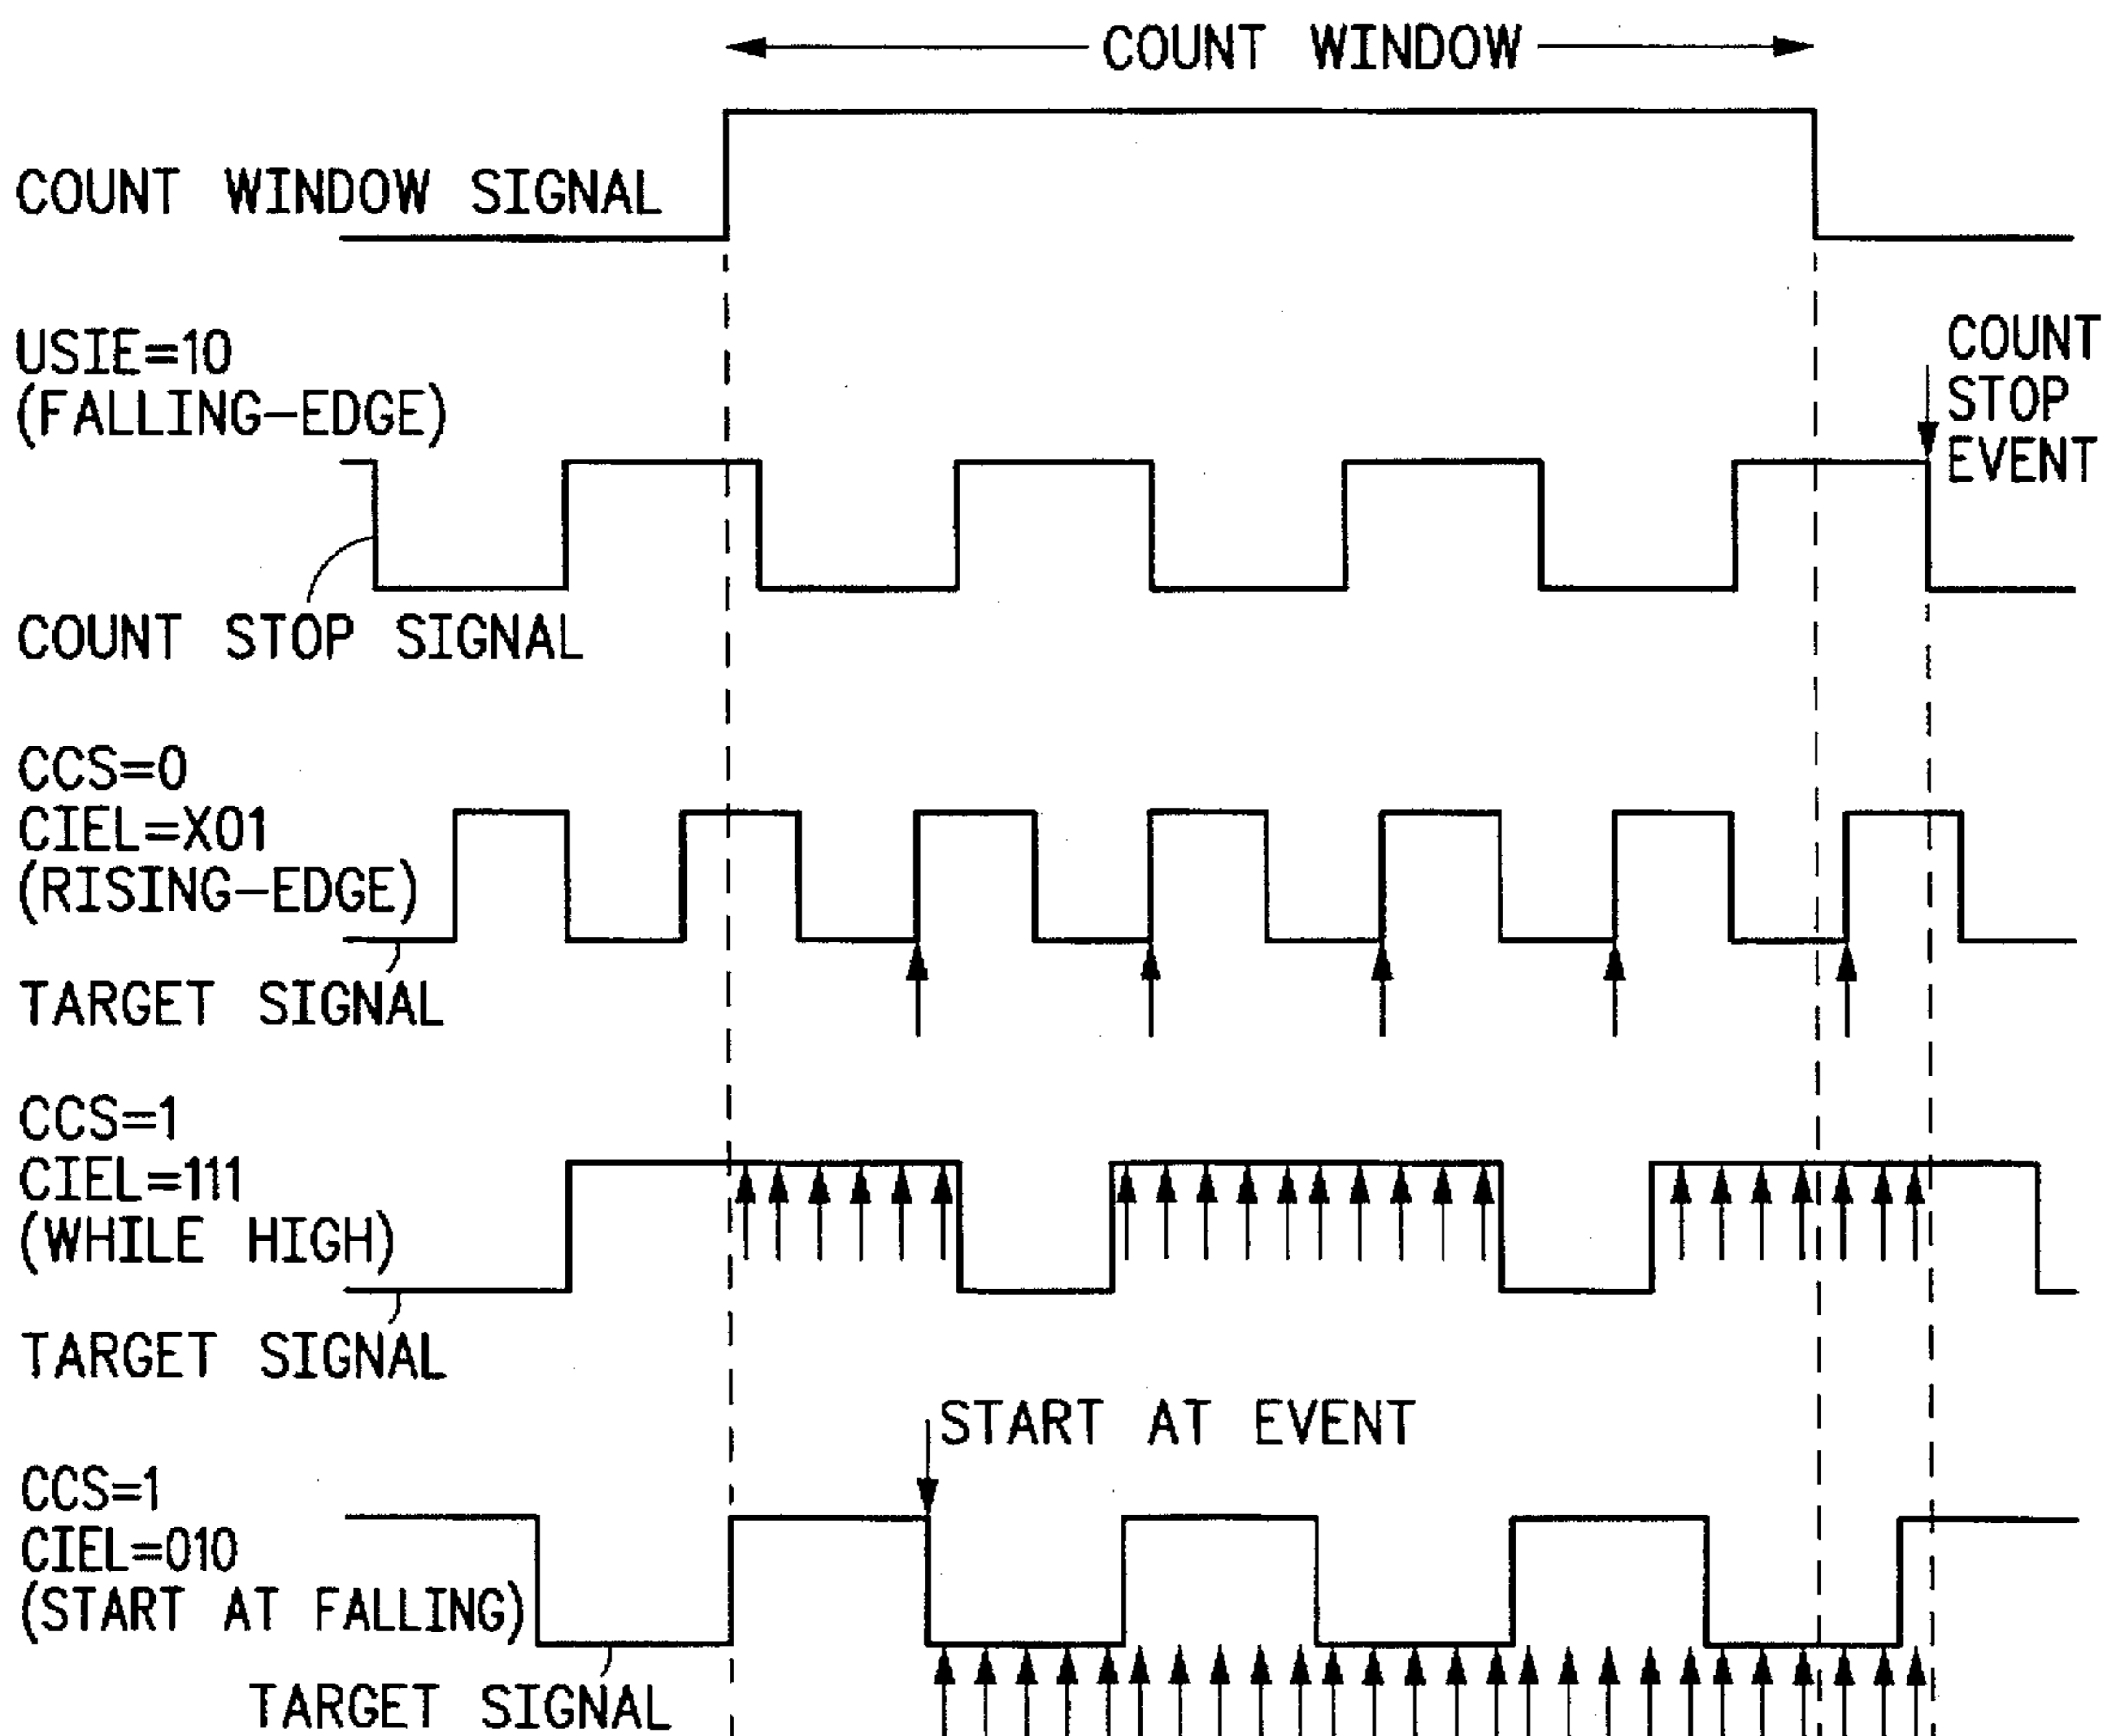 COUNT WINDOW
COUNT WINDOW SIGNAL
USIE=10
(FALLING-EDGE)
COUNT
STOP
EVENT
COUNT STOP SIGNAL
CCS=0
CIEL=X01
(RISING-EDGE)
TARGET SIGNAL
CCS=1
CIEL=111
(WHILE HIGH)
TARGET SIGNAL
START AT EVENT
CCS=1
CIEL=010
(START AT FALLING)
TARGET SIGNAL